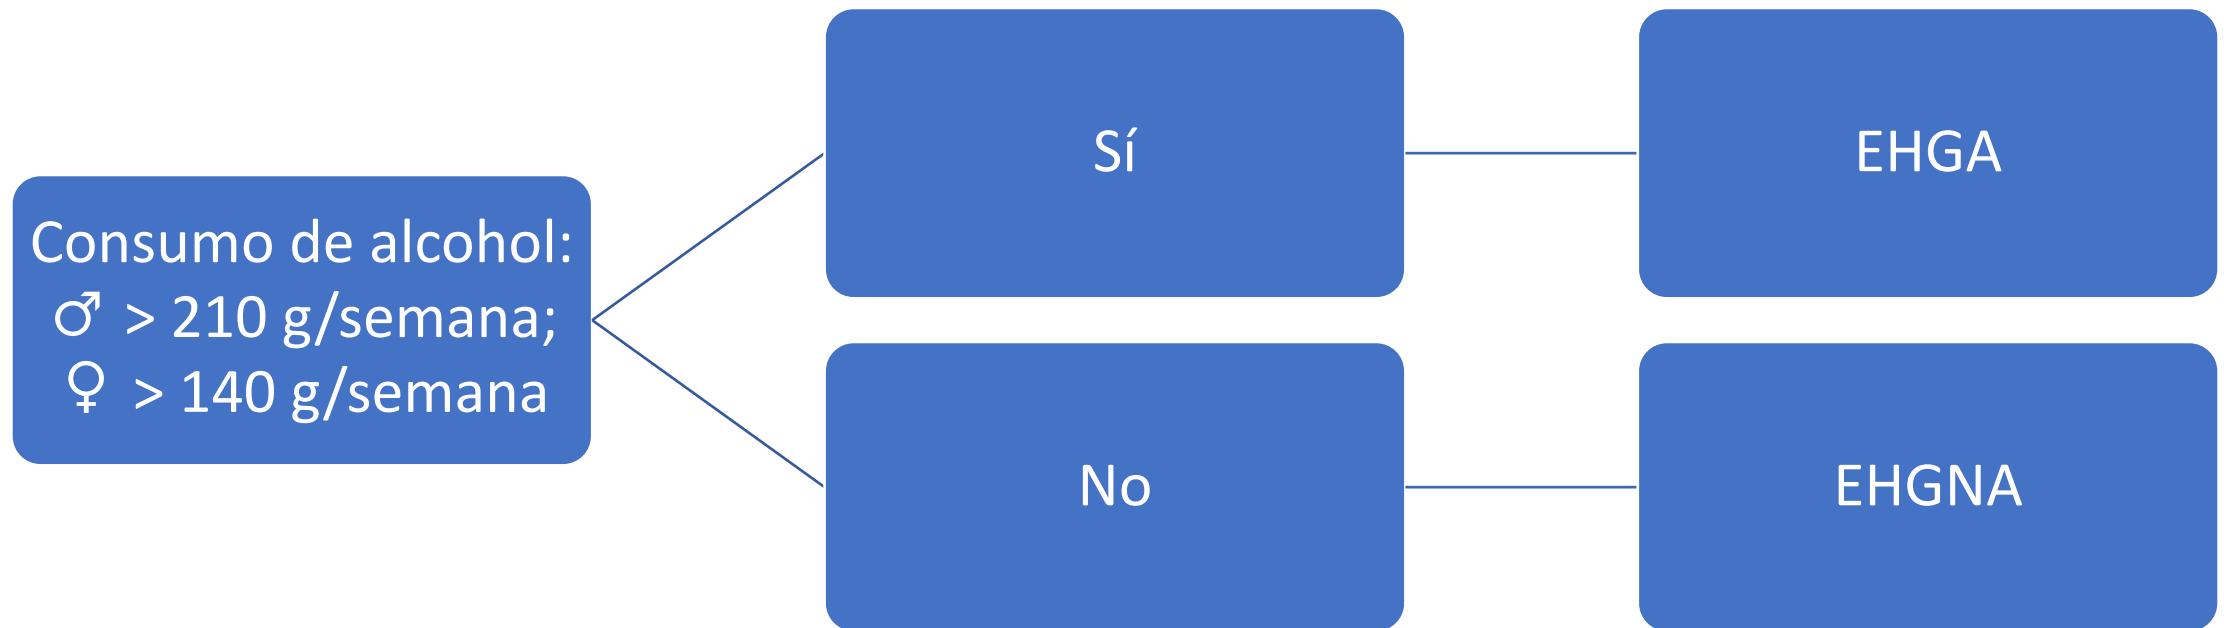 Consumo de alcohol:
♂ > 210 g/semana;
♀ > 140 g/semana
Sí
EHGA
No
EHGNA